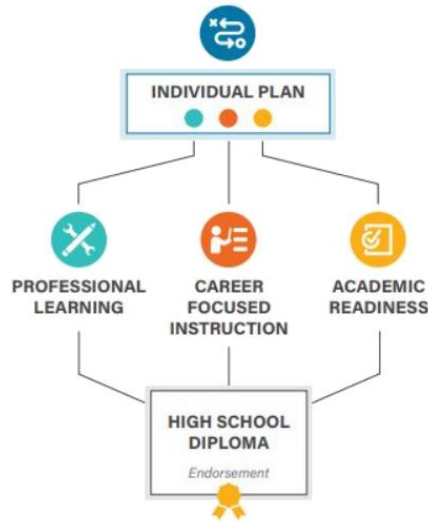 INDIVIDUAL PLAN
PROFESSIONAL
LEARNING
CAREER
FOCUSED
INSTRUCTION
ACADEMIC
READINESS
HIGH SCHOOL
DIPLOMA
Endorsement